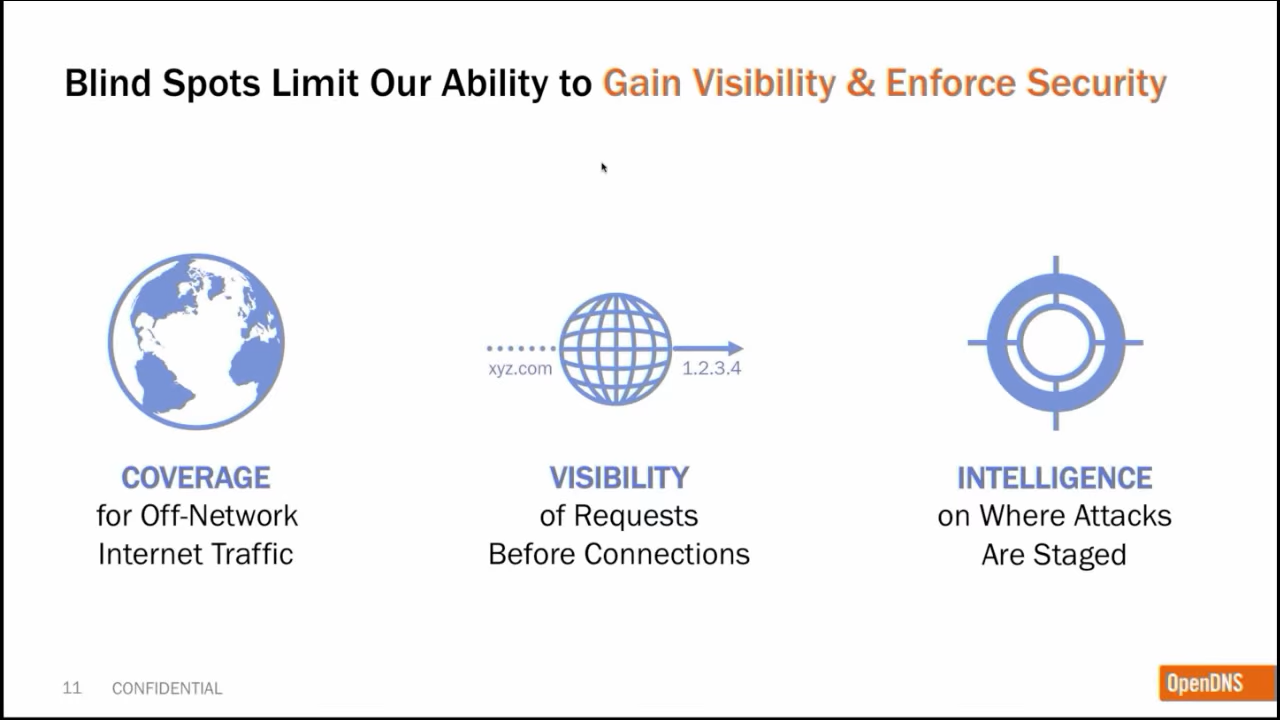 Blind Spots Limit Our Ability to Gain Visibility & Enforce Security
xyz.com
1.2.3.4
COVERAGE
for Off-Network
Internet Traffic
VISIBILITY
of Requests
Before Connections
INTELLIGENCE
on Where Attacks
Are Staged
11 CONFIDENTIAL
OpenDNS